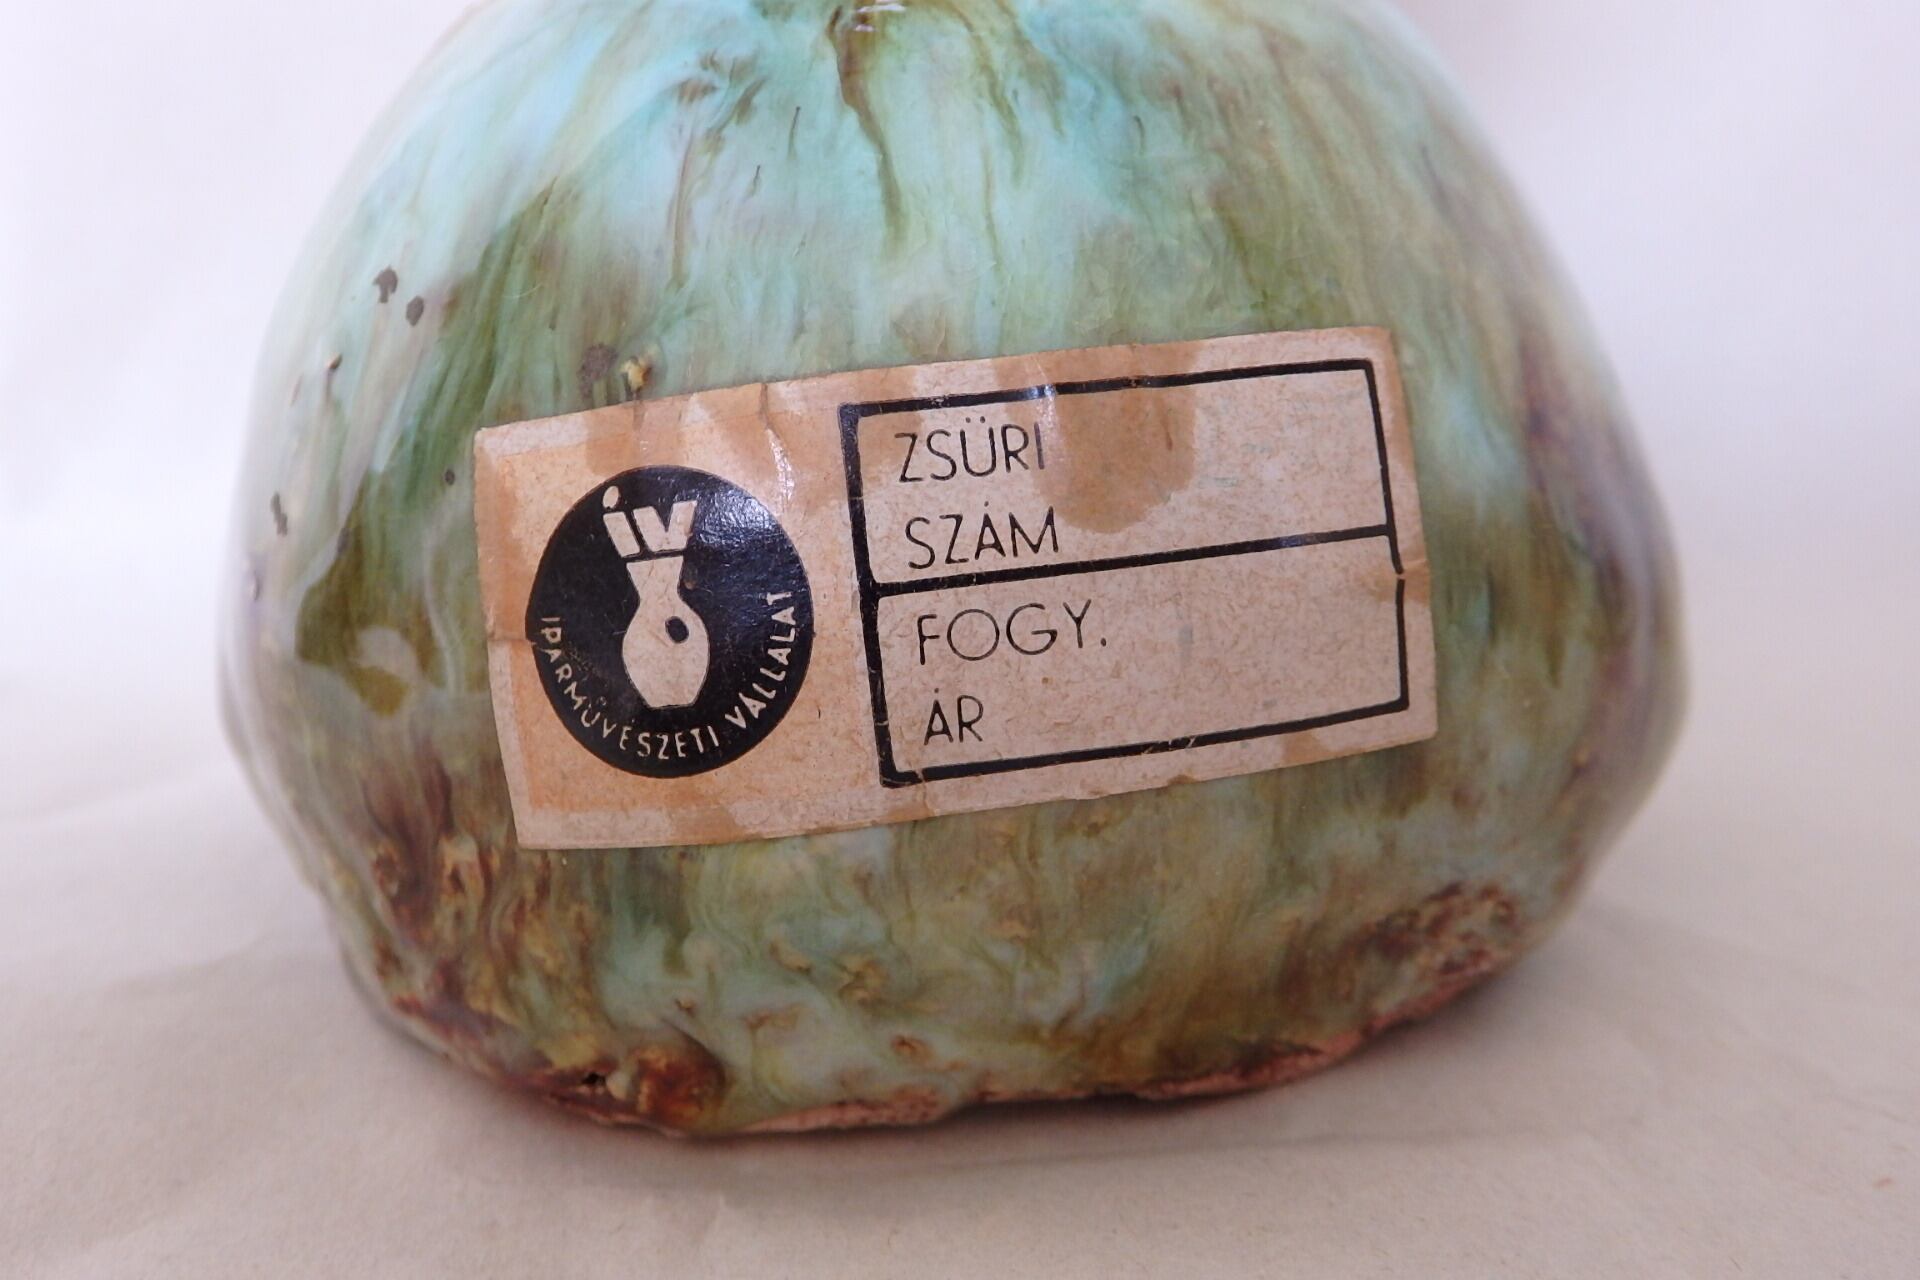 iv
IPARMŰVÉSZETI VÁLLALAT
ZSÜRI
SZÁM
FOGY.
ÁR